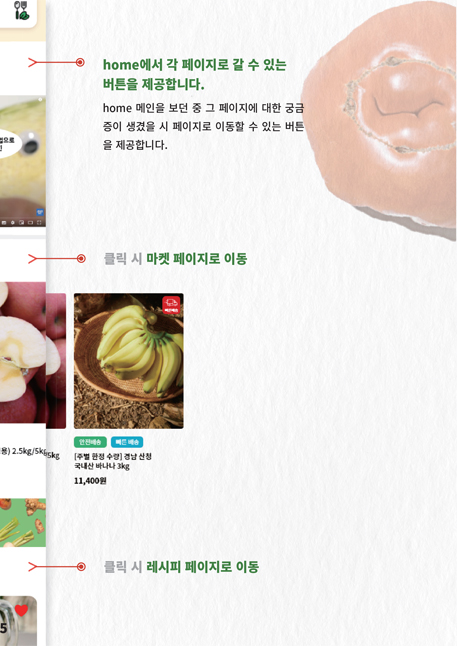 home에서 각 페이지로 갈 수 있는
버튼을 제공합니다.
home 메인을 보던 중 그 페이지에 대한 궁금
증이 생겼을 시 페이지로 이동할 수 있는 버튼
을 제공합니다.
클릭 시 마켓 페이지로 이동
안전배송 빠른 배송
용) 2.5kg/5kg
5kg
[주별 한정 수량] 경남 산청
국내산 바나나 3kg
11,400원
클릭 시 레시피 페이지로 이동
5